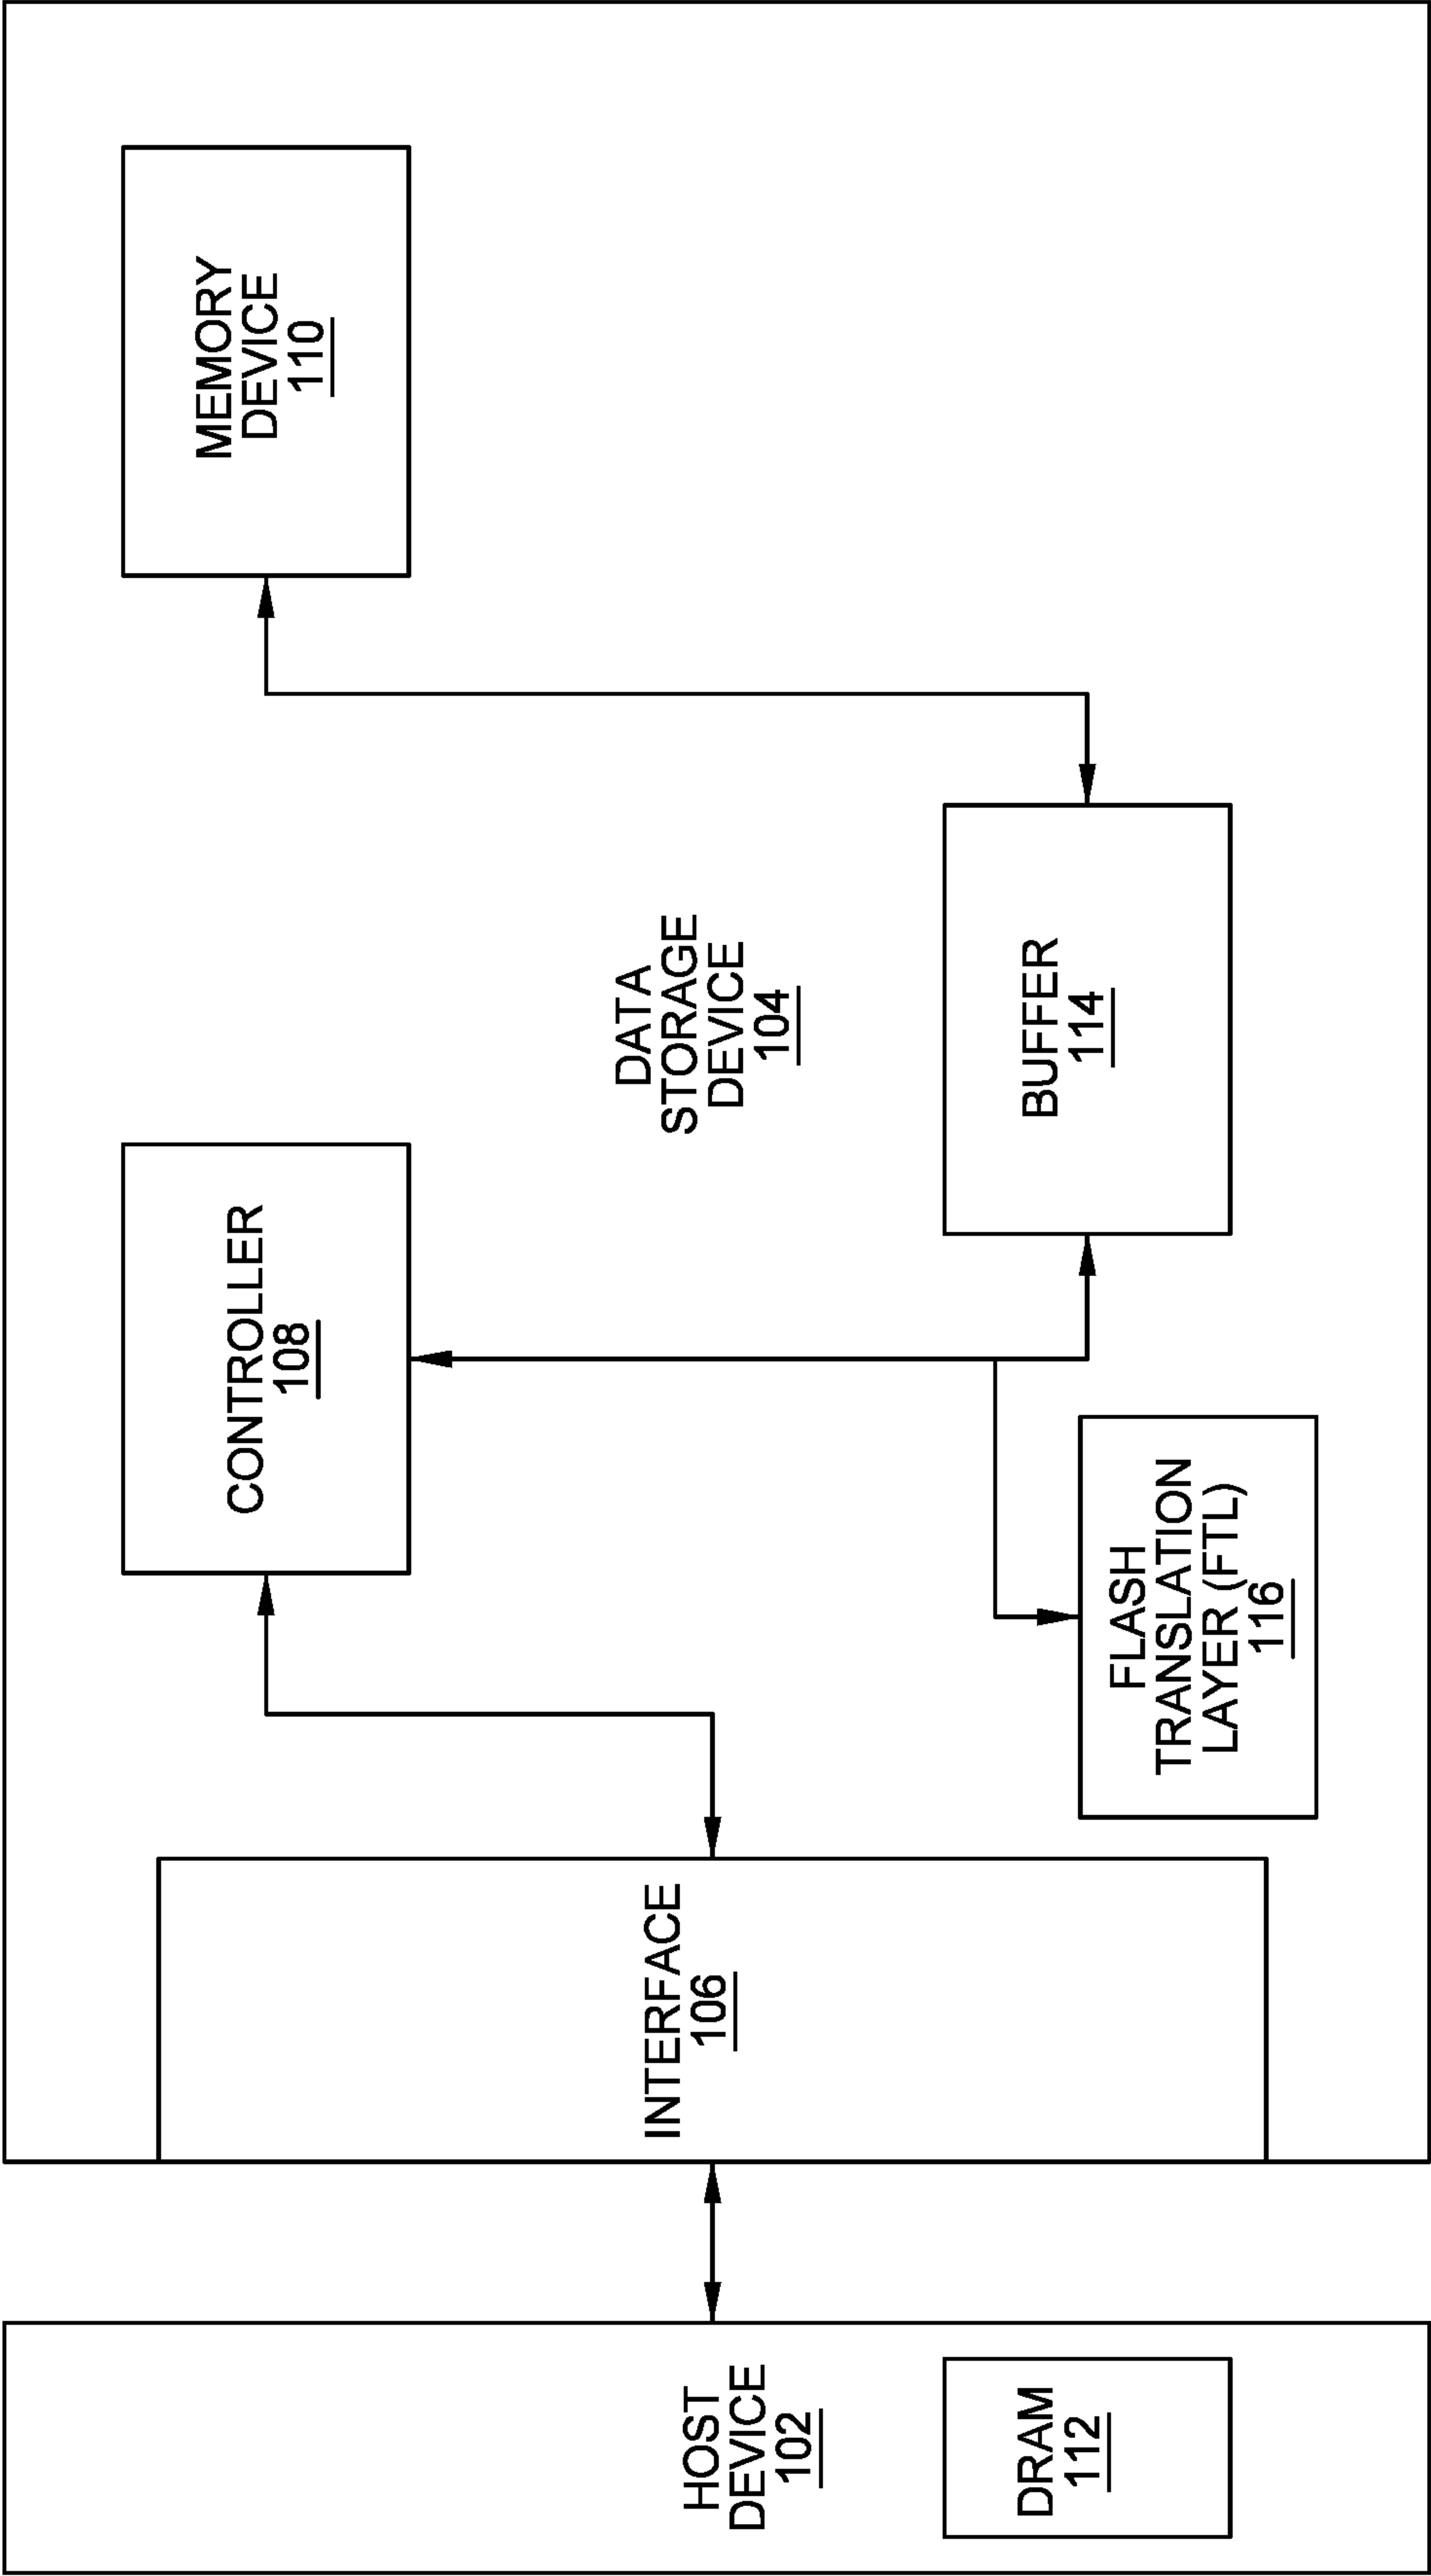 HOST
DEVICE
102
DRAM
112
INTERFACE
106
CONTROLLER
108
FLASH
TRANSLATION
LAYER (FTL)
116
DATA
STORAGE
DEVICE
104
BUFFER
114
MEMORY
DEVICE
110